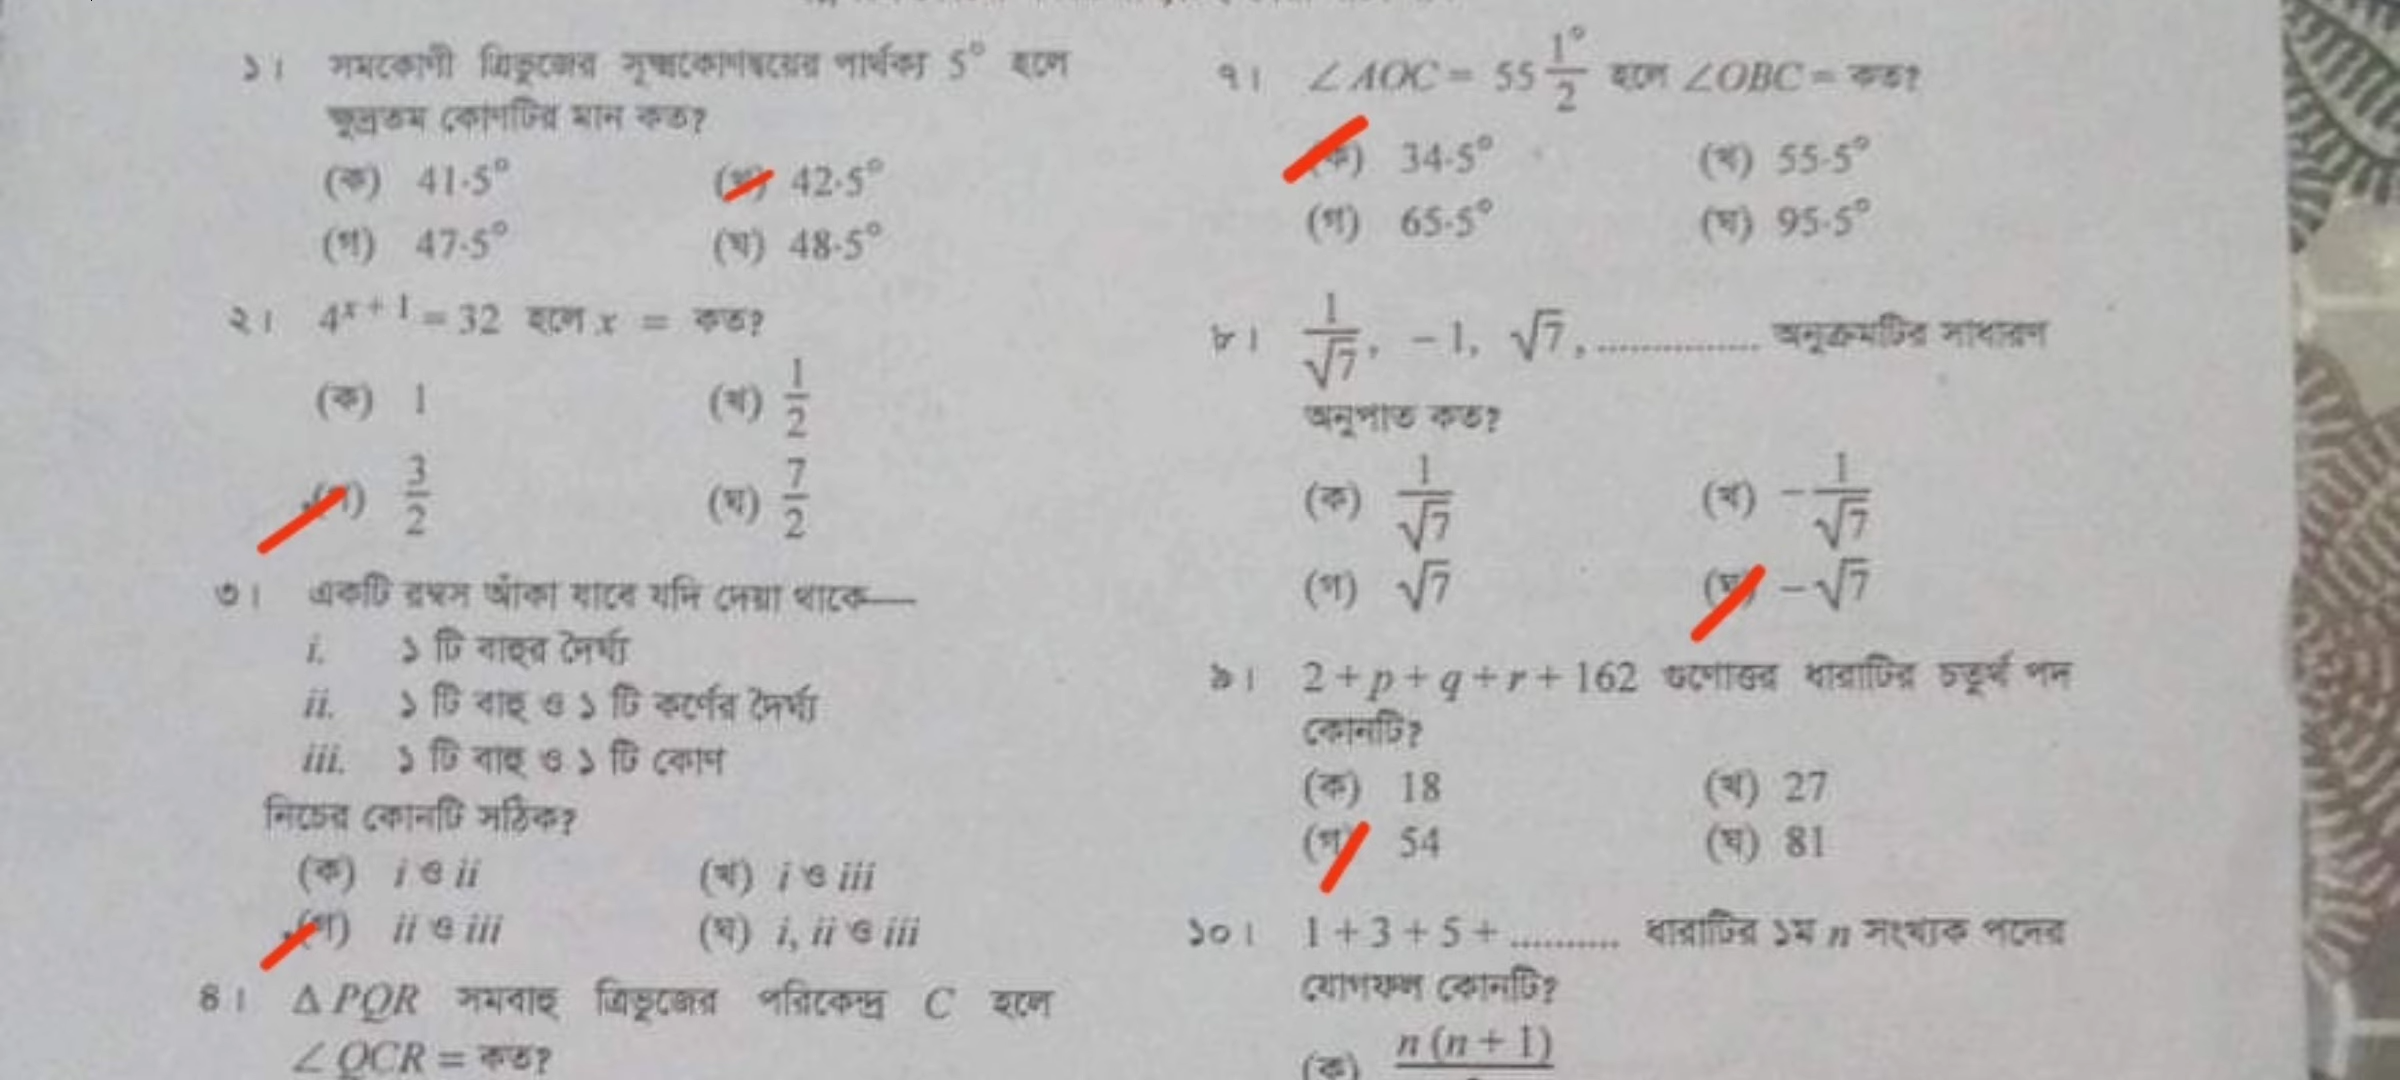 ১। সমকোণী ত্রিভুজের সূক্ষ্মকোণদ্বয়ের পার্থক্য 5° হলে
ক্ষুদ্রতম কোণটির মান কত?
(ক) 41·5° (খ) 42·5°
(গ) 47·5° (ঘ) 48·5°
২। 4^{x+1} = 32 হলে x = কত?
(ক) 1 (খ) 1/2
(গ) 3/2 (ঘ) 7/2
৩। একটি রম্বস আঁকা যাবে যদি দেয়া থাকে—
i. ১ টি বাহুর দৈর্ঘ্য
ii. ১ টি বাহু ও ১ টি কর্ণের দৈর্ঘ্য
iii. ১ টি বাহু ও ১ টি কোণ
নিচের কোনটি সঠিক?
(ক) i ও ii (খ) i ও iii
(গ) ii ও iii (ঘ) i, ii ও iii
৪। Δ PQR সমবাহু ত্রিভুজের পরিকেন্দ্র C হলে
∠QCR = কত?
৭। ∠AOC = 55 1/2° হলে ∠OBC = কত?
(ক) 34·5° (খ) 55·5°
(গ) 65·5° (ঘ) 95·5°
৮। 1/√7, −1, √7, ............... অনুক্রমটির সাধারণ
অনুপাত কত?
(ক) 1/√7 (খ) −1/√7
(গ) √7 (ঘ) −√7
৯। 2 + p + q + r + 162 গুণোত্তর ধারাটির চতুর্থ পদ
কোনটি?
(ক) 18 (খ) 27
(গ) 54 (ঘ) 81
১০। 1 + 3 + 5 + .......... ধারাটির ১ম n সংখ্যক পদের
যোগফল কোনটি?
(ক) n (n + 1)